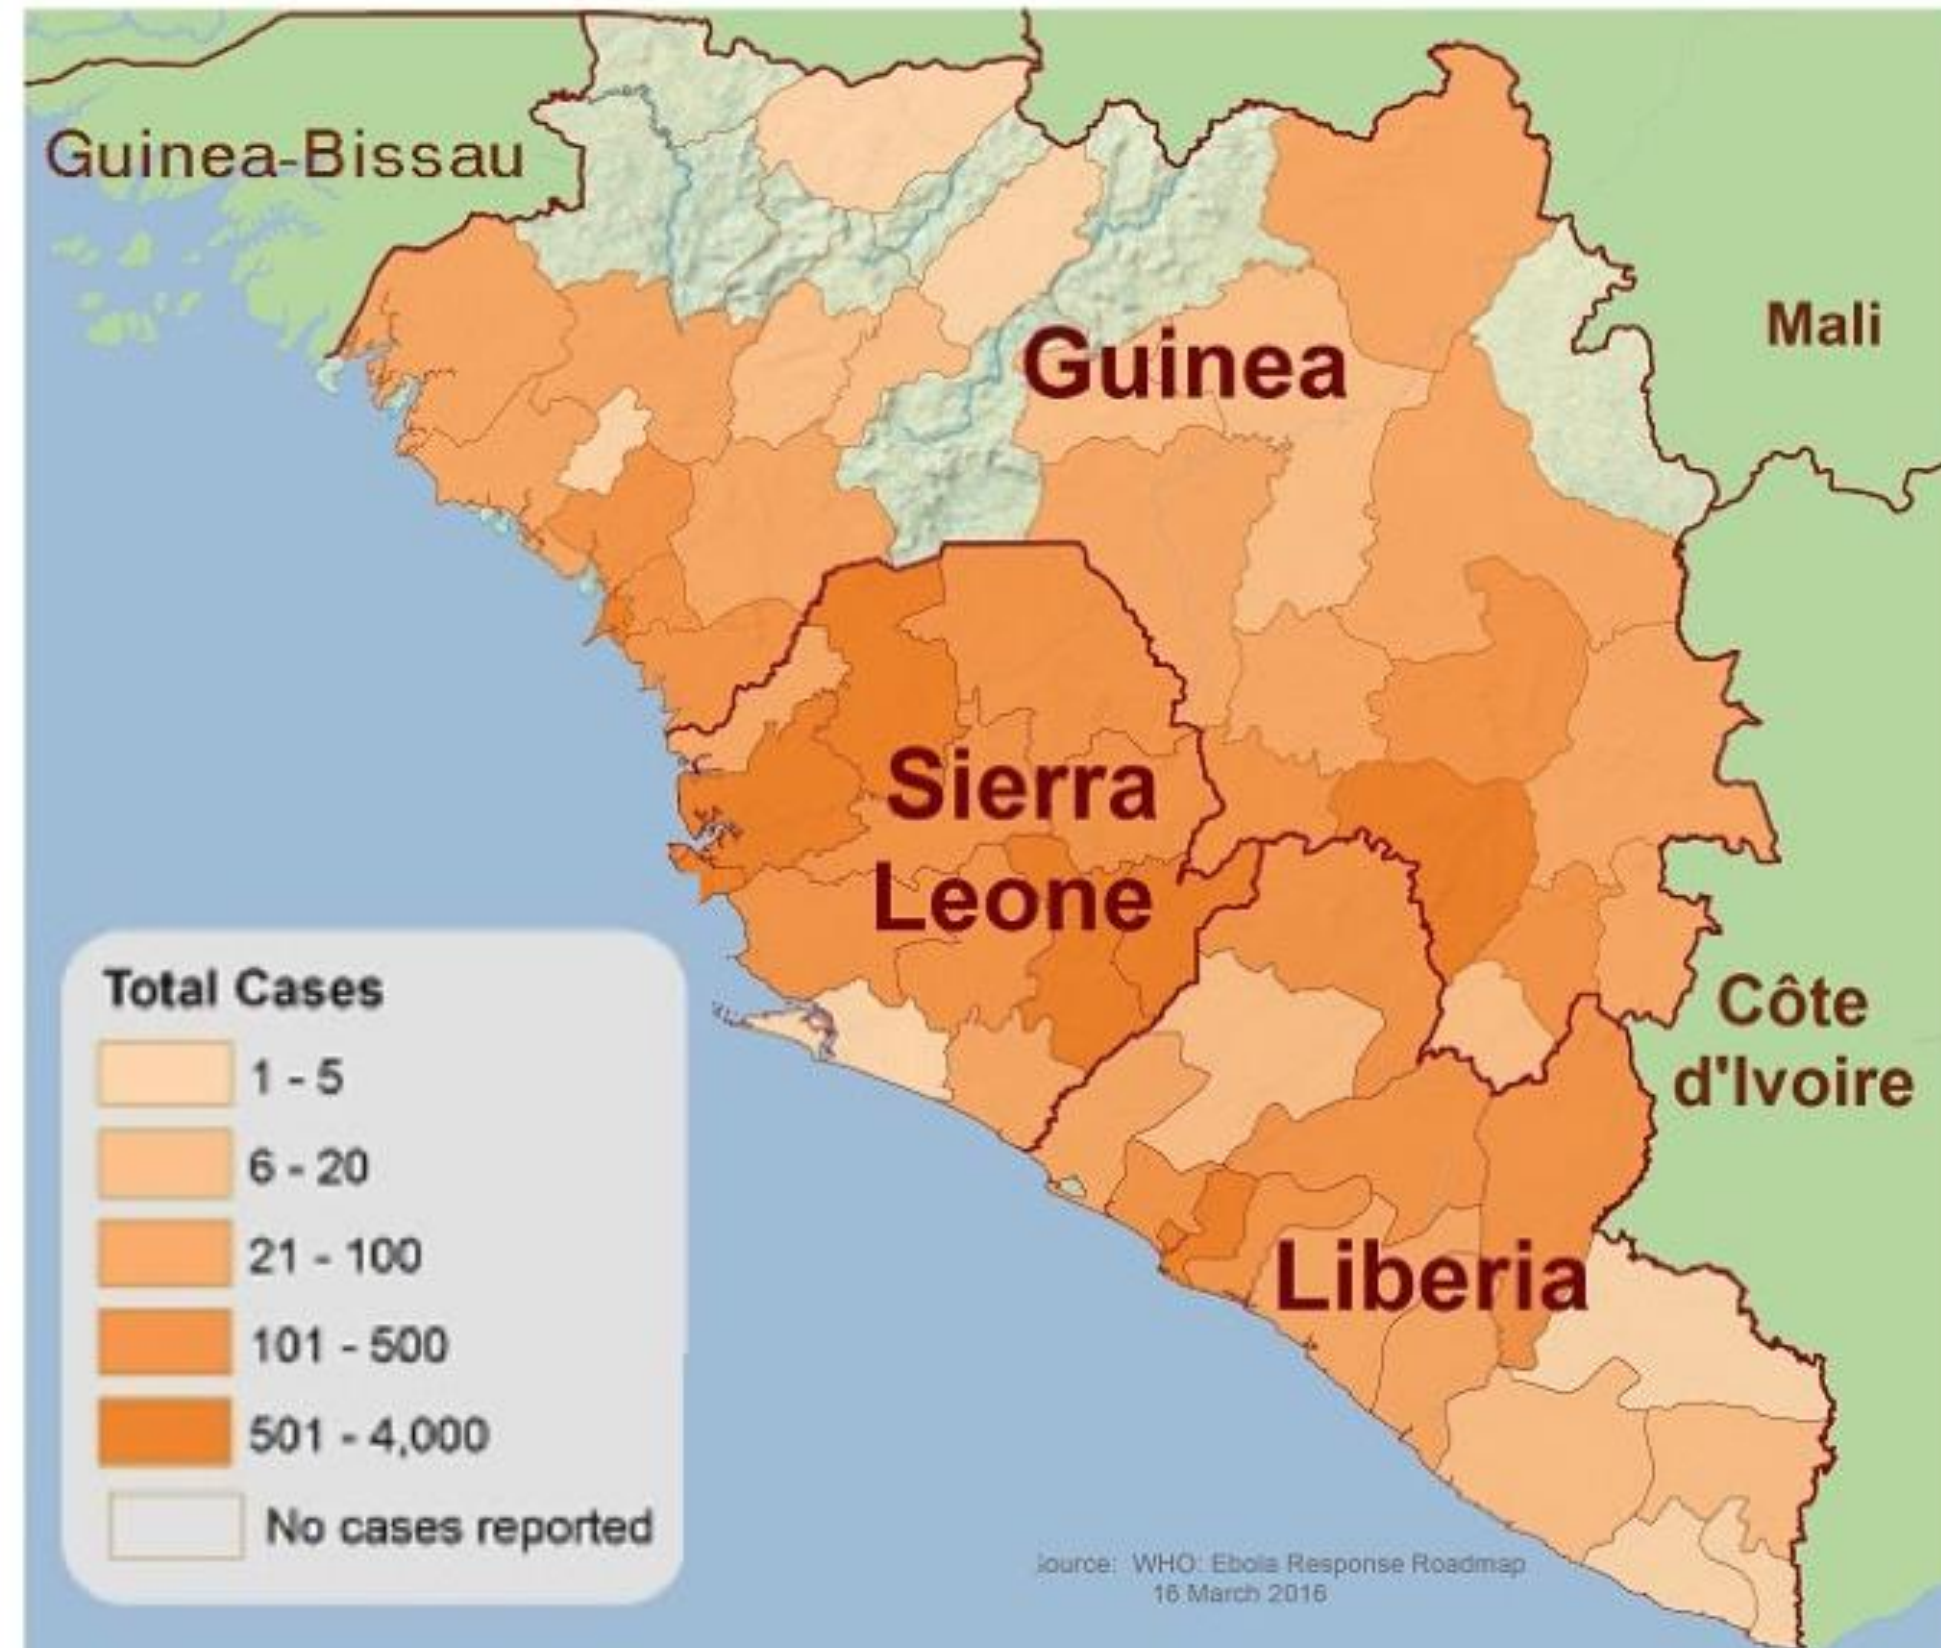 Guinea-Bissau
Mali
Guinea
Sierra
Leone
Côte
d'Ivoire
Liberia
Total Cases
1 - 5
6 - 20
21 - 100
101 - 500
501 - 4,000
No cases reported
Source: WHO: Ebola Response Roadmap
16 March 2016